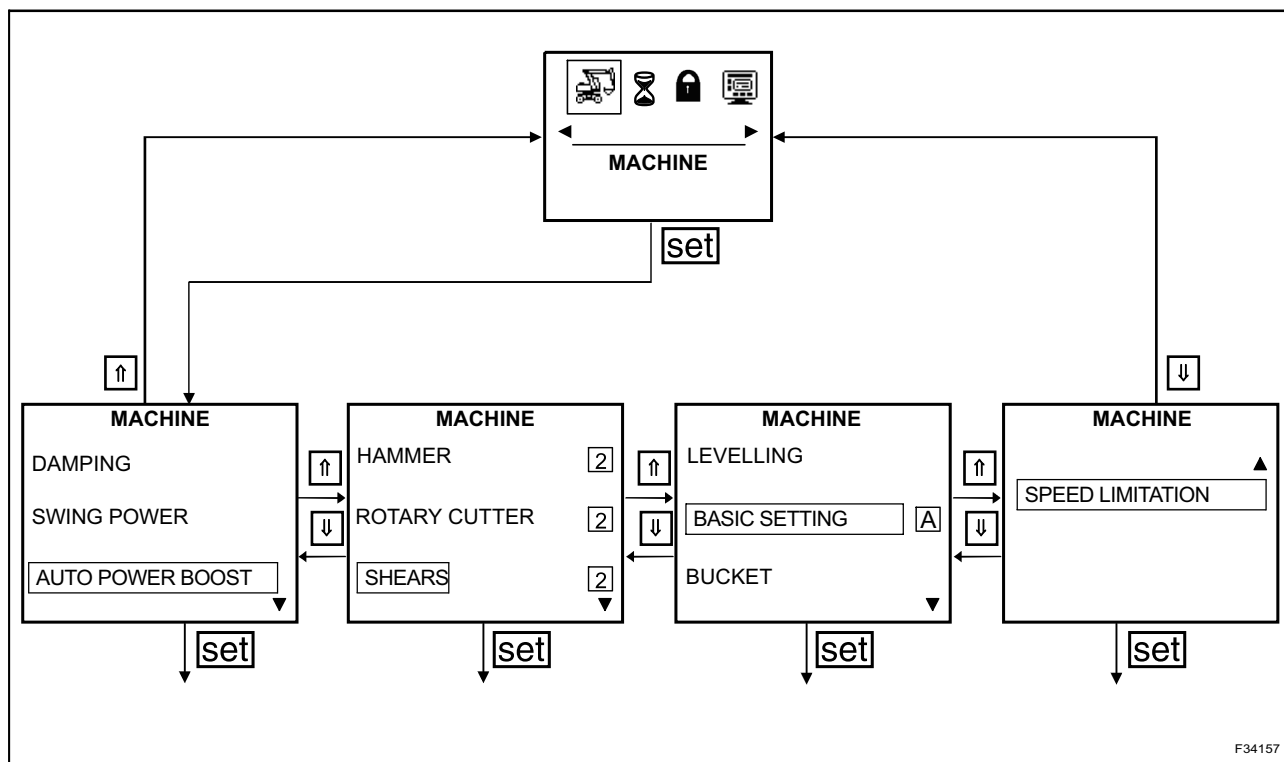 MACHINE
set
⇑
⇓
MACHINE
DAMPING
SWING POWER
AUTO POWER BOOST
▼
set
⇑
⇓
MACHINE
HAMMER 2
ROTARY CUTTER 2
SHEARS 2
▼
set
⇑
⇓
MACHINE
LEVELLING
BASIC SETTING A
BUCKET
▼
set
⇑
⇓
MACHINE
▲
SPEED LIMITATION
set
F34157